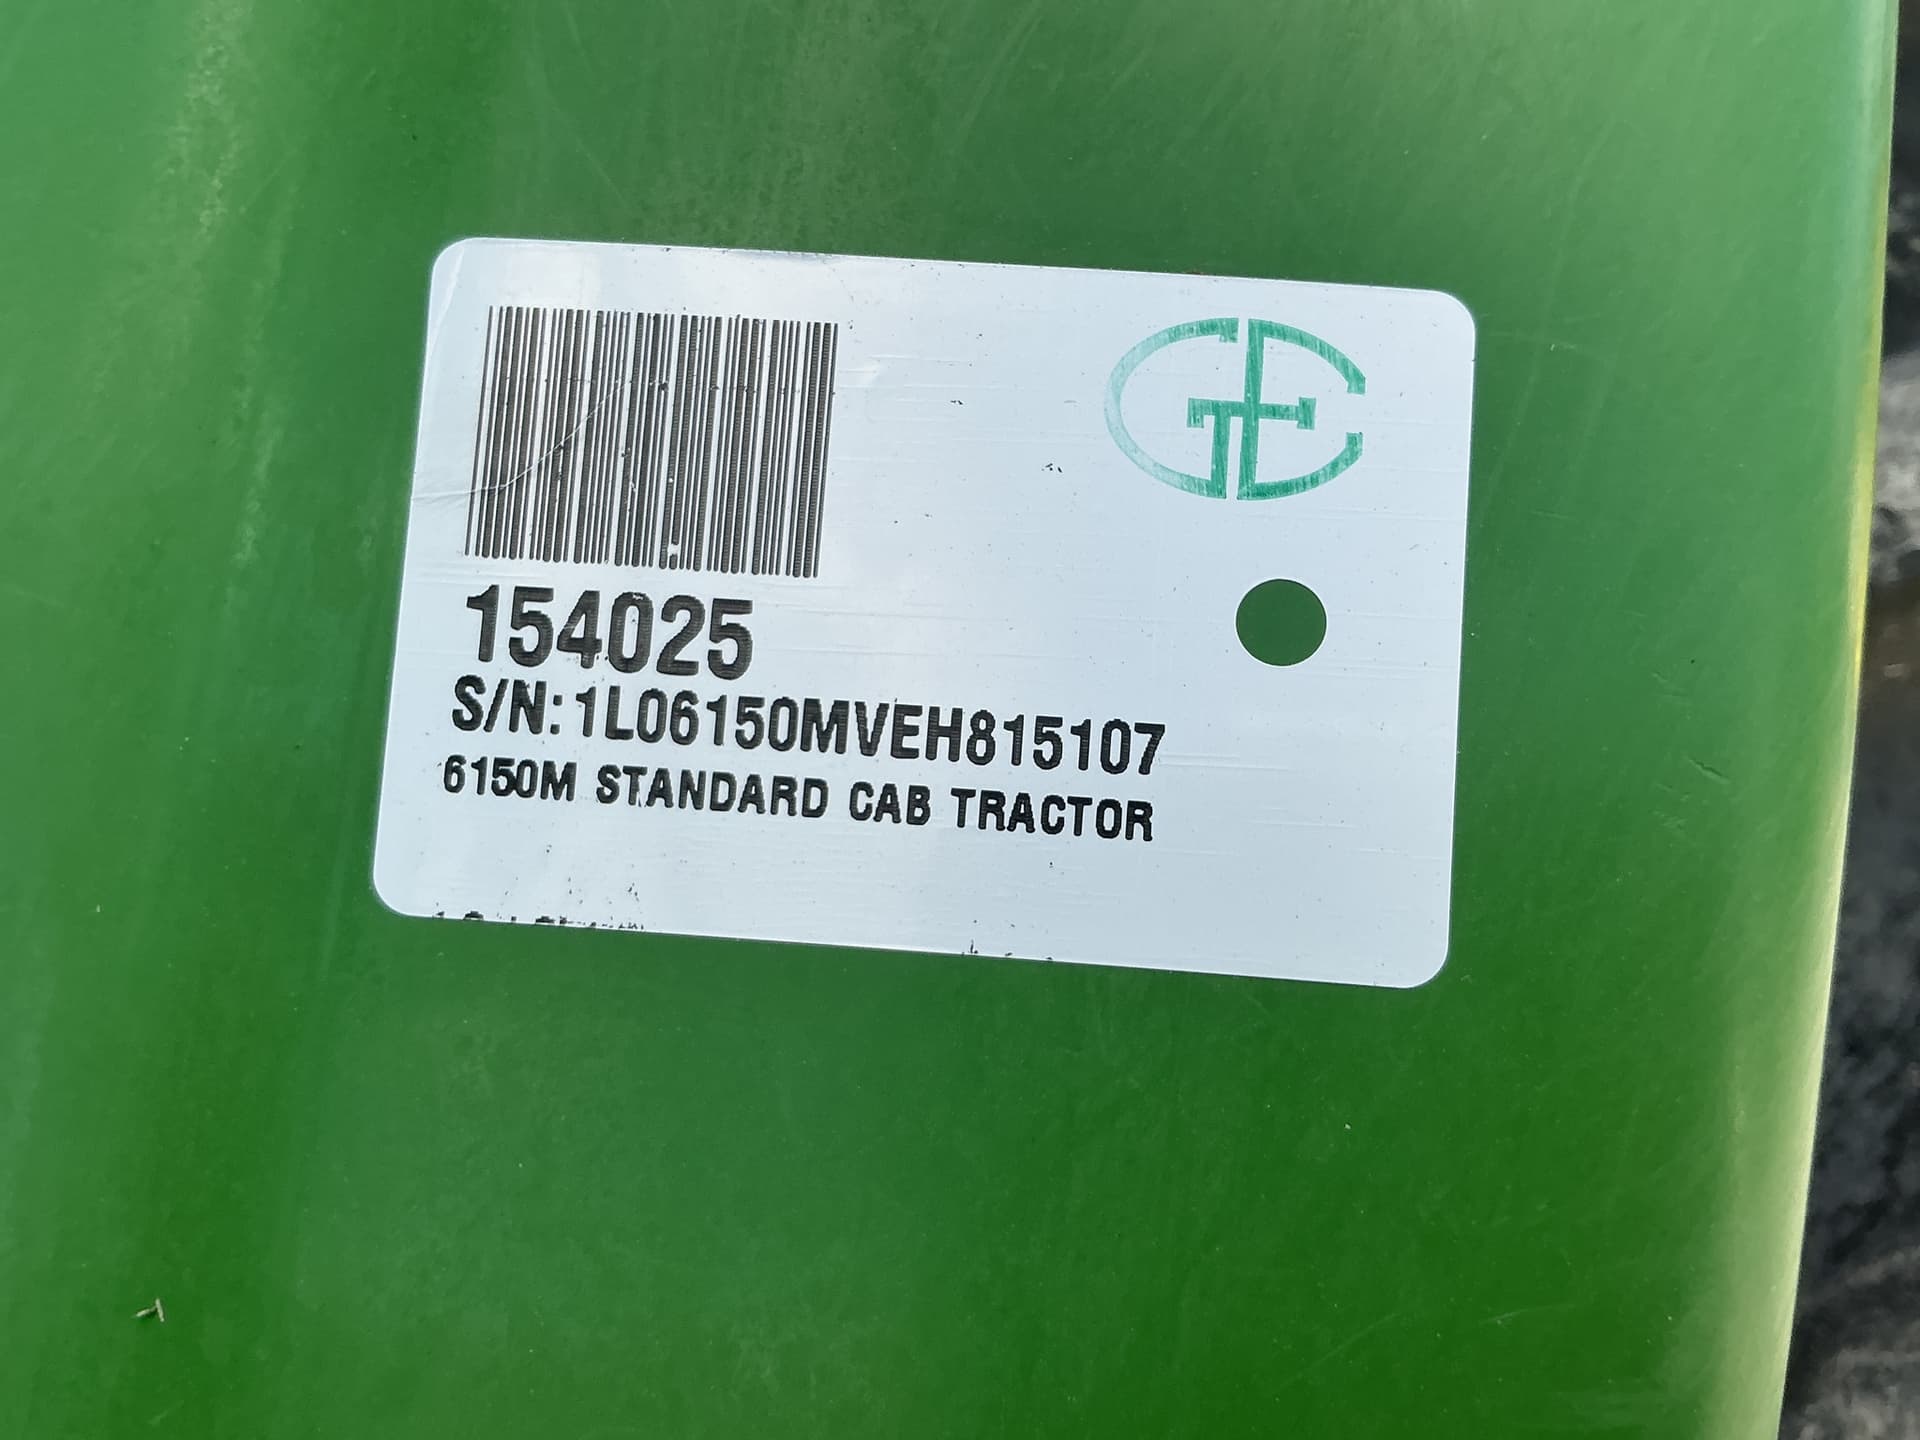 154025
S/N: 1L06150MVEH815107
6150M STANDARD CAB TRACTOR